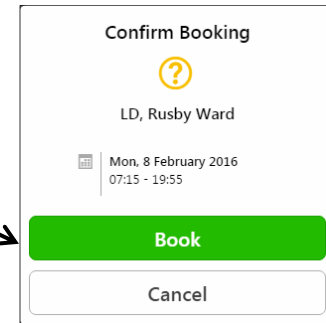 Confirm Booking
?
LD, Rusby Ward
Mon, 8 February 2016
07:15 - 19:55
Book
Cancel